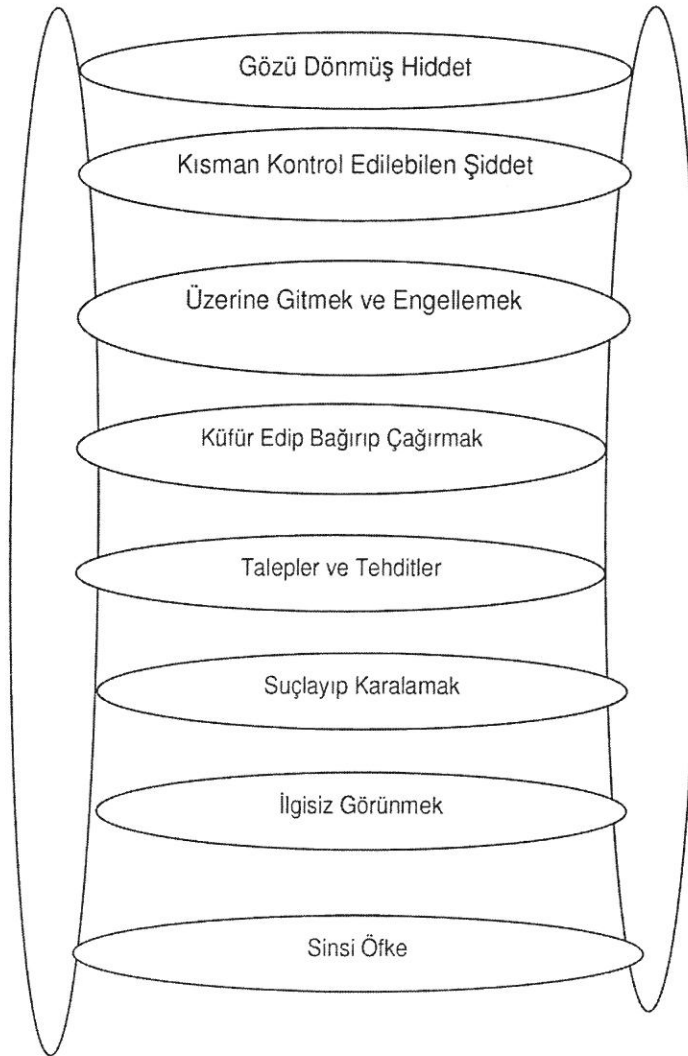 Gözü Dönmüş Hiddet
Kısman Kontrol Edilebilen Şiddet
Üzerine Gitmek ve Engellemek
Küfür Edip Bağırıp Çağırmak
Talepler ve Tehditler
Suçlayıp Karalamak
İlgisiz Görünmek
Sinsi Öfke